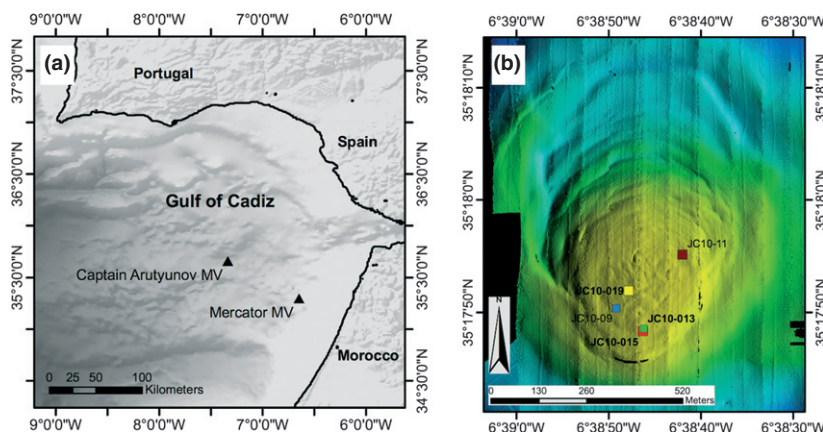 (a)
9°0'0"W 8°0'0"W 7°0'0"W 6°0'0"W
37°30'0"N
36°30'0"N
35°30'0"N
34°30'0"N
Portugal
Spain
Gulf of Cadiz
Captain Arutyunov MV
Mercator MV
Morocco
0 25 50 100
Kilometers
37°30'0"N
36°30'0"N
35°30'0"N
34°30'0"N
9°0'0"W 8°0'0"W 7°0'0"W 6°0'0"W
(b)
6°39'0"W 6°38'50"W 6°38'40"W 6°38'30"W
35°18'10"N
35°18'0"N
35°17'50"N
JC10-11
JC10-019
JC10-09
JC10-013
JC10-015
N
0 130 260 520
Meters
35°18'10"N
35°18'0"N
35°17'50"N
6°39'0"W 6°38'50"W 6°38'40"W 6°38'30"W